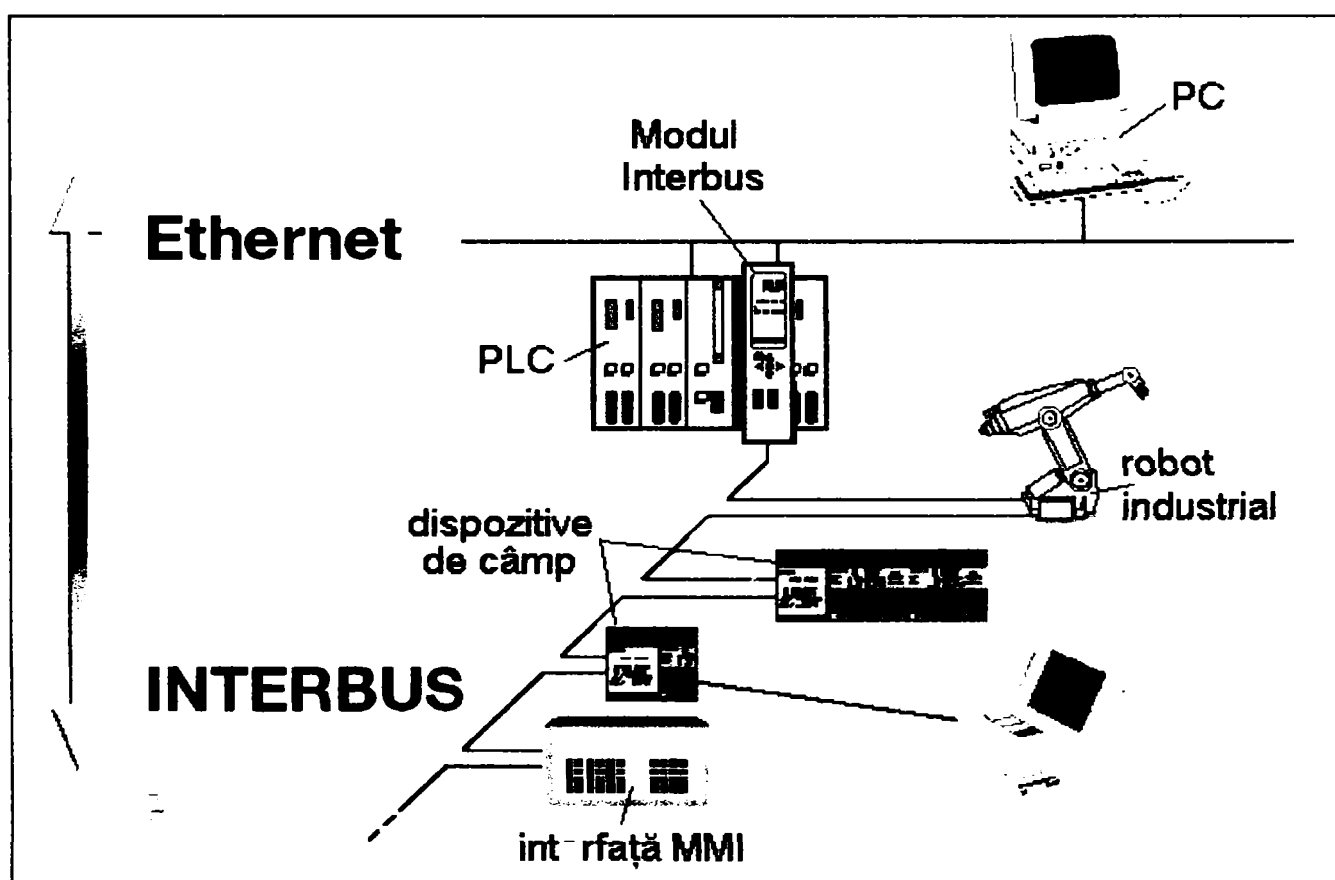 PC
Modul
Interbus
Ethernet
PLC
robot
industrial
dispozitive
de câmp
INTERBUS
int rfață MMI